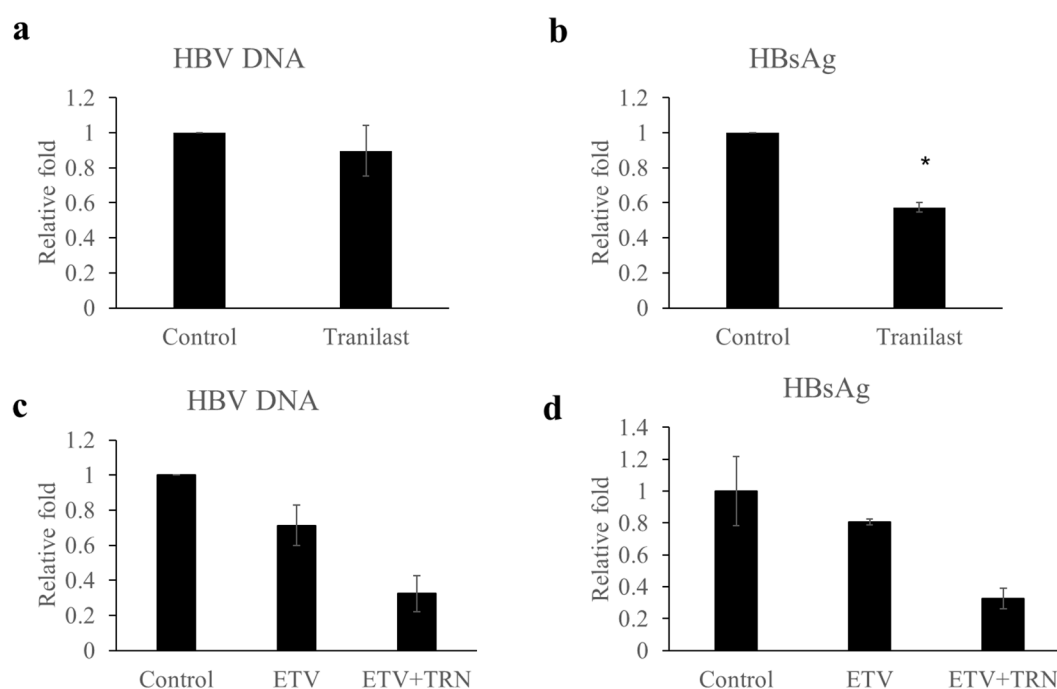 a
HBV DNA
1.2
1
0.8
0.6
0.4
0.2
0
Relative fold
Control Tranilast
b
HBsAg
1.2
1
0.8
0.6
0.4
0.2
0
Relative fold
*
Control Tranilast
c
HBV DNA
1.2
1
0.8
0.6
0.4
0.2
0
Relative fold
Control ETV ETV+TRN
d
HBsAg
1.4
1.2
1
0.8
0.6
0.4
0.2
0
Relative fold
Control ETV ETV+TRN